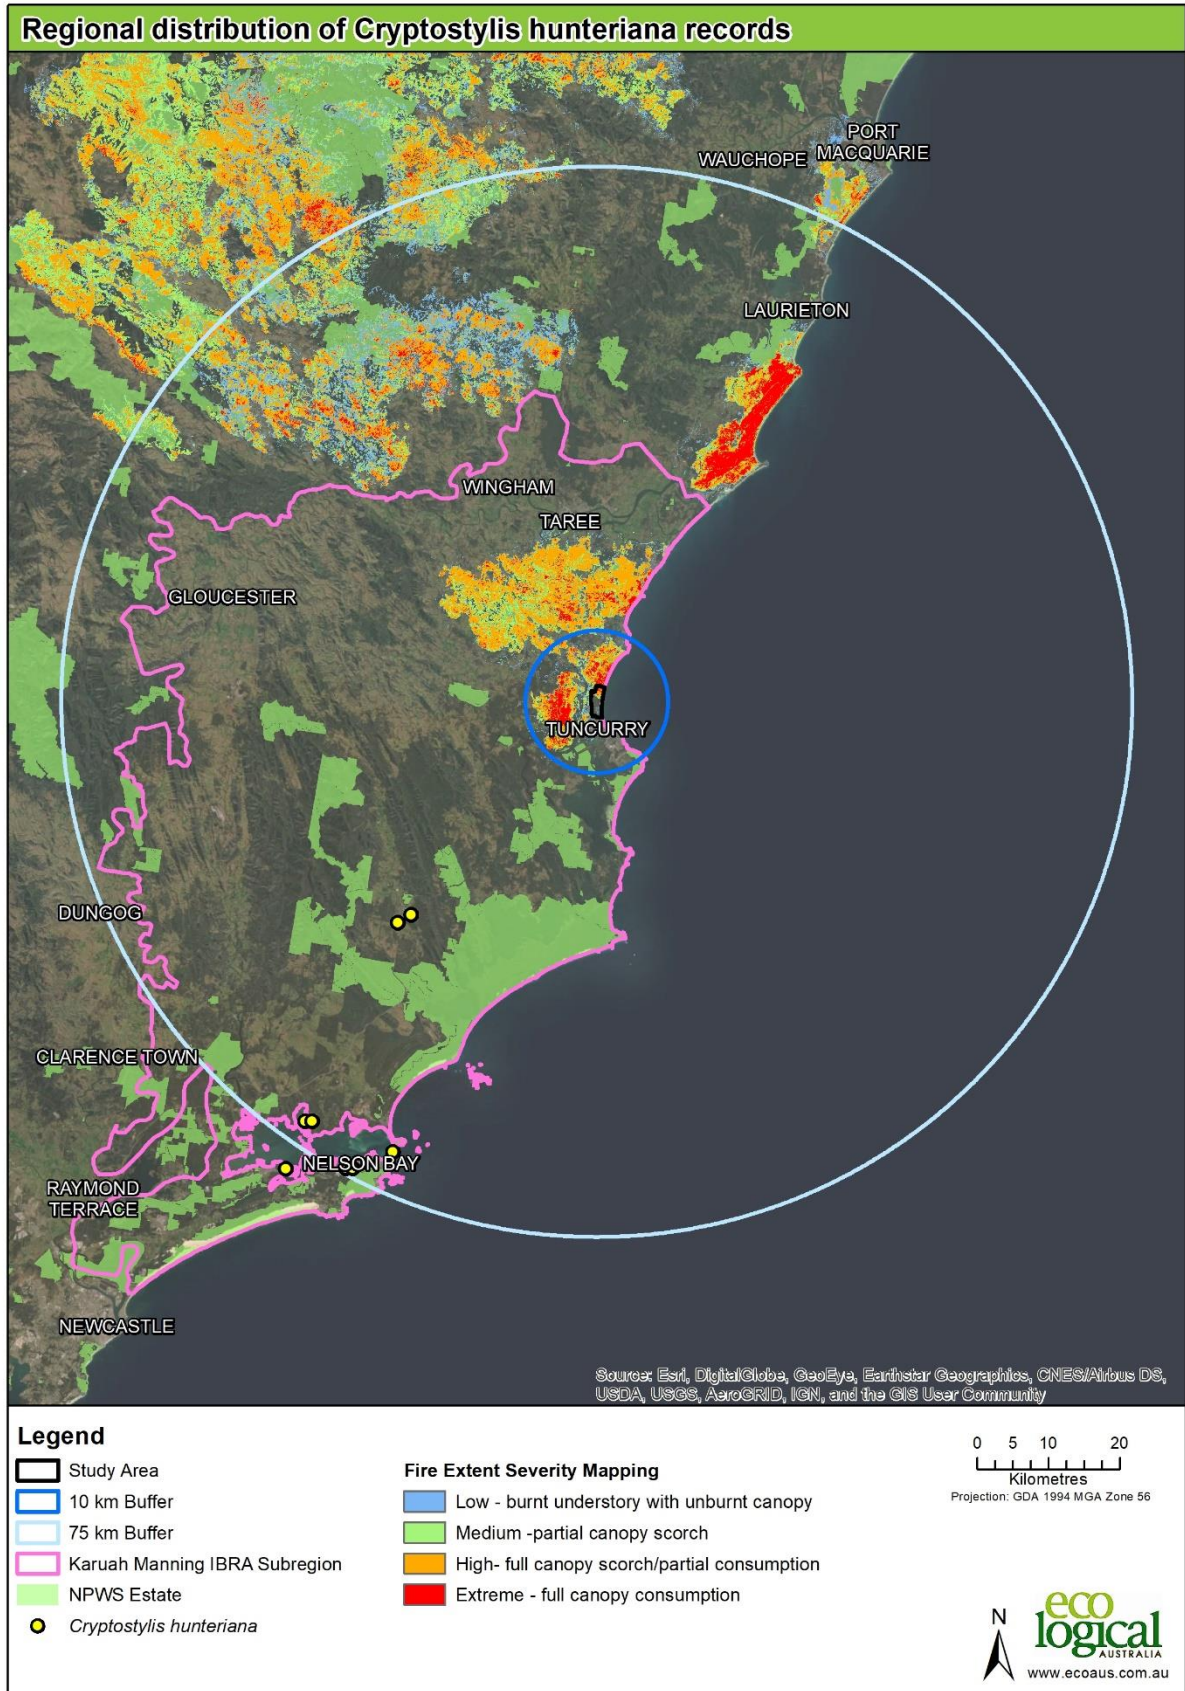 Regional distribution of Cryptostylis hunteriana records
PORT
MACQUARIE
WAUCHOPE
LAURIETON
WINGHAM
TAREE
GLOUCESTER
TUNCURRY
DUNGOG
CLARENCE TOWN
NELSON BAY
RAYMOND
TERRACE
NEWCASTLE
Source: Esri, DigitalGlobe, GeoEye, Earthstar Geographics, CNES/Airbus DS,
USDA, USGS, AeroGRID, IGN, and the GIS User Community
Legend
Study Area
10 km Buffer
75 km Buffer
Karuah Manning IBRA Subregion
NPWS Estate
Cryptostylis hunteriana
Fire Extent Severity Mapping
Low - burnt understory with unburnt canopy
Medium -partial canopy scorch
High- full canopy scorch/partial consumption
Extreme - full canopy consumption
0 5 10 20
Kilometres
Projection: GDA 1994 MGA Zone 56
N
eco
logical
AUSTRALIA
www.ecoaus.com.au